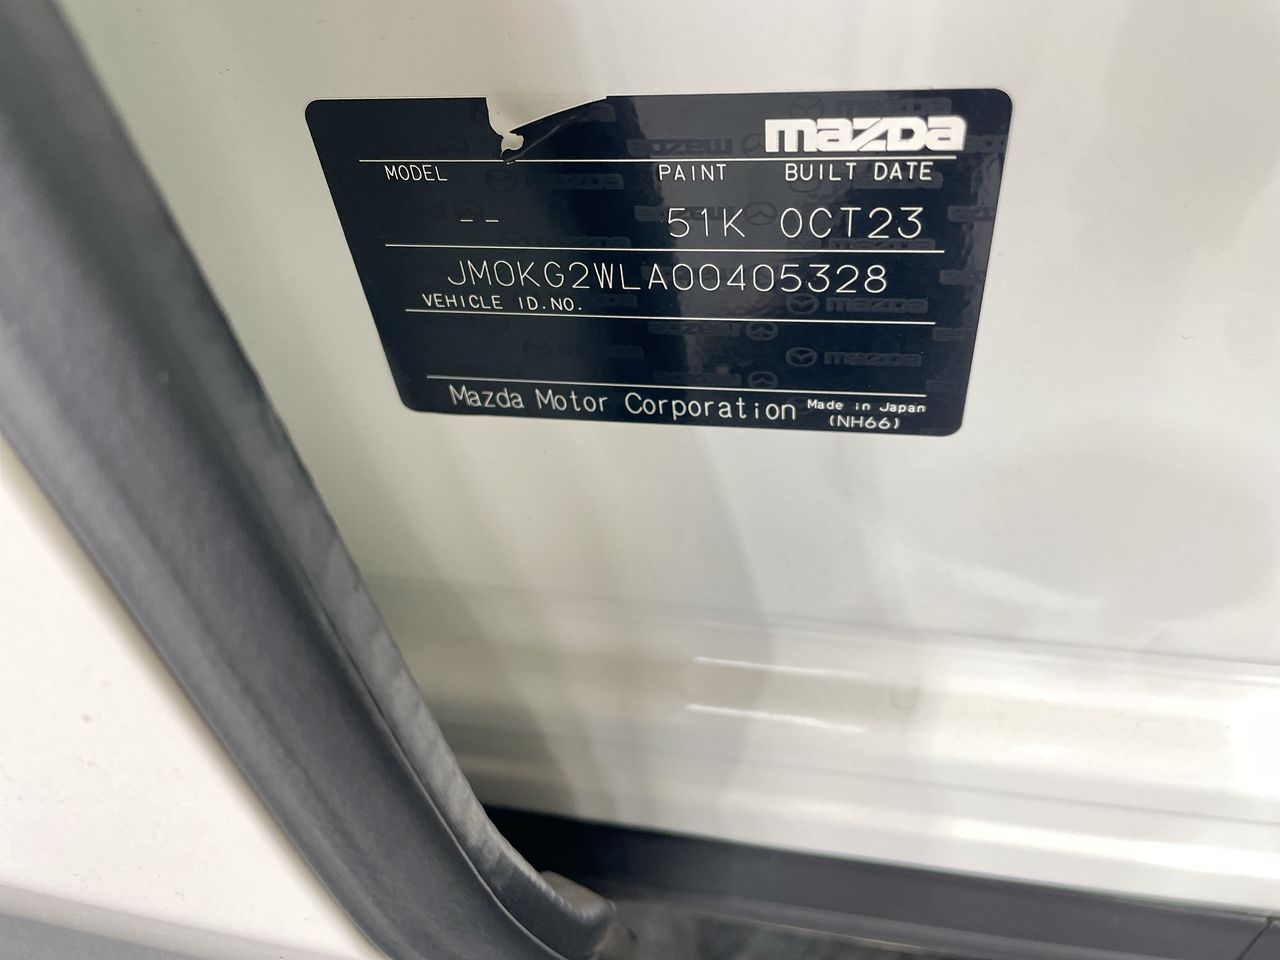 mazda
MODEL PAINT BUILT DATE
-- 51K OCT23
JM0KG2WLA00405328
VEHICLE ID.NO.
Mazda Motor Corporation Made in Japan
(NH66)